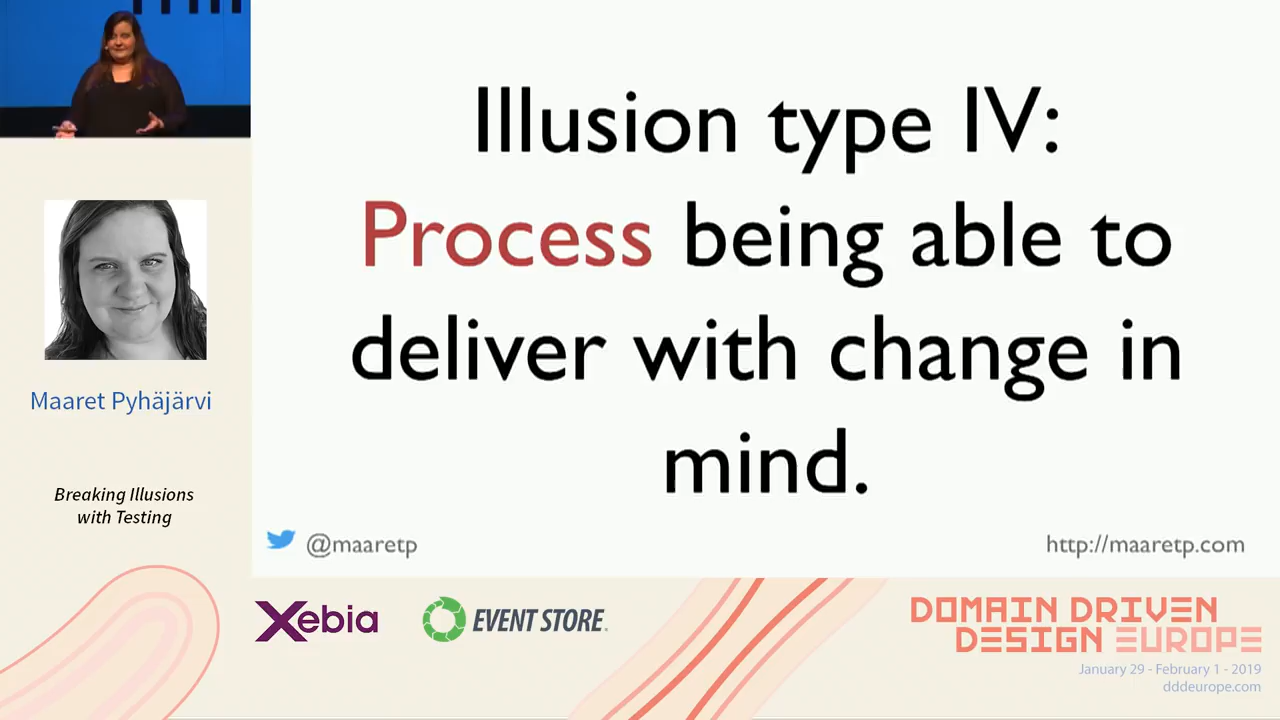 Illusion type IV:
Process being able to
deliver with change in
mind.
@maaretp
http://maaretp.com
Maaret Pyhäjärvi
Breaking Illusions
with Testing
Xebia
EVENT STORE
DOMAIN DRIVEN
DESIGN EUROPE
January 29 - February 1 - 2019
dddeurope.com